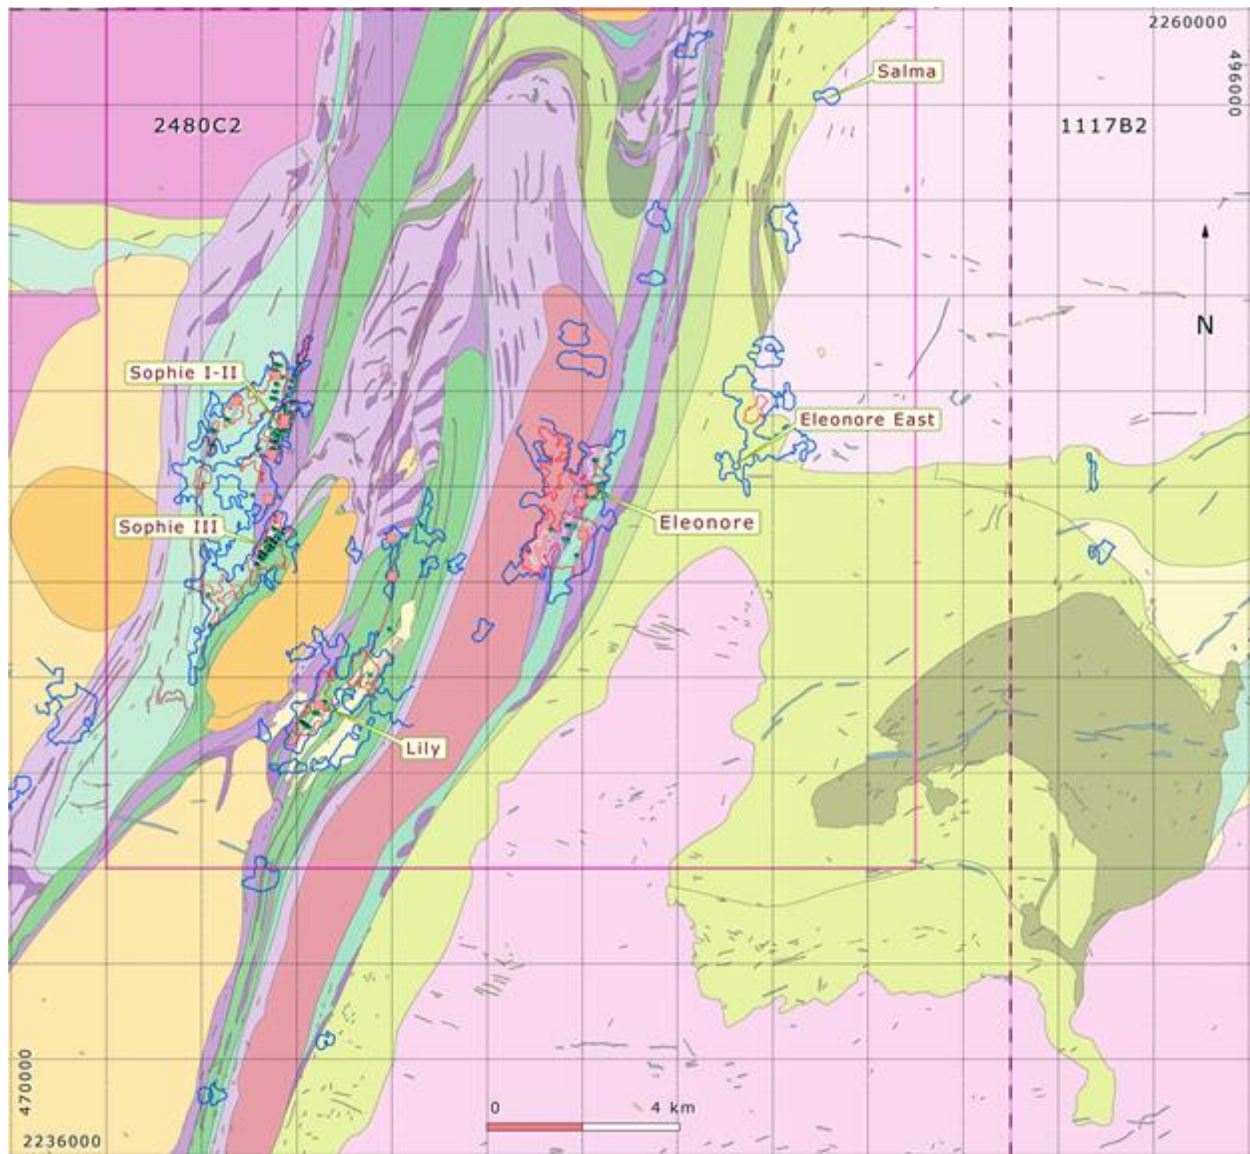 2260000
496000
Salma
2480C2
1117B2
N
Sophie I-II
Eleonore East
Sophie III
Eleonore
Lily
470000
0 4 km
2236000